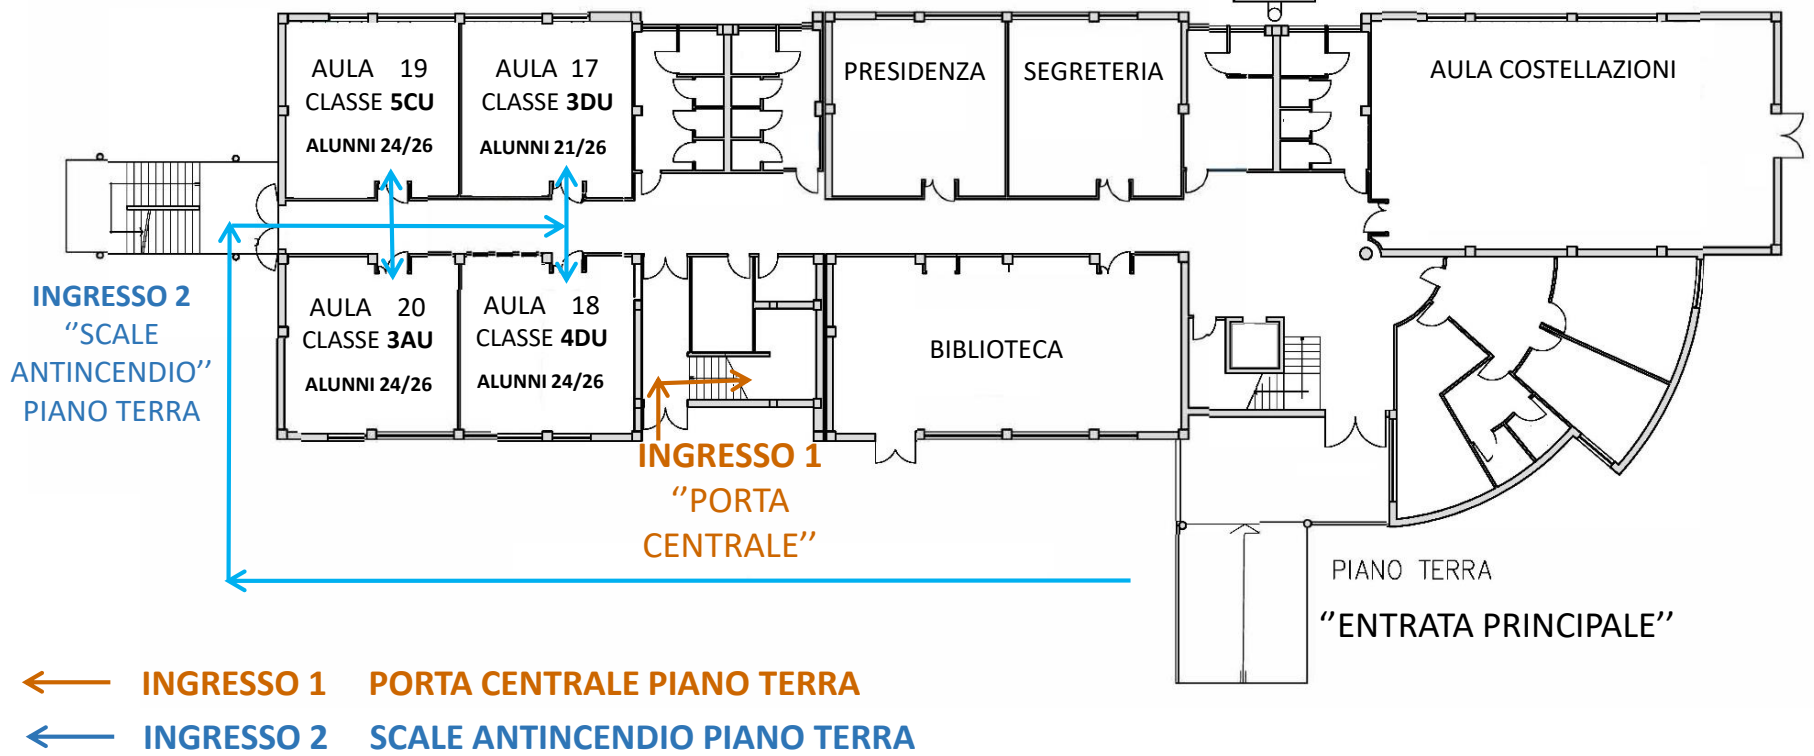 AULA 19
CLASSE 5CU
ALUNNI 24/26
AULA 17
CLASSE 3DU
ALUNNI 21/26
PRESIDENZA
SEGRETERIA
AULA COSTELLAZIONI
INGRESSO 2
‘‘SCALE
ANTINCENDIO’’
PIANO TERRA
AULA 20
CLASSE 3AU
ALUNNI 24/26
AULA 18
CLASSE 4DU
ALUNNI 24/26
BIBLIOTECA
INGRESSO 1
‘‘PORTA
CENTRALE’’
PIANO TERRA
‘‘ENTRATA PRINCIPALE’’
INGRESSO 1 PORTA CENTRALE PIANO TERRA
INGRESSO 2 SCALE ANTINCENDIO PIANO TERRA